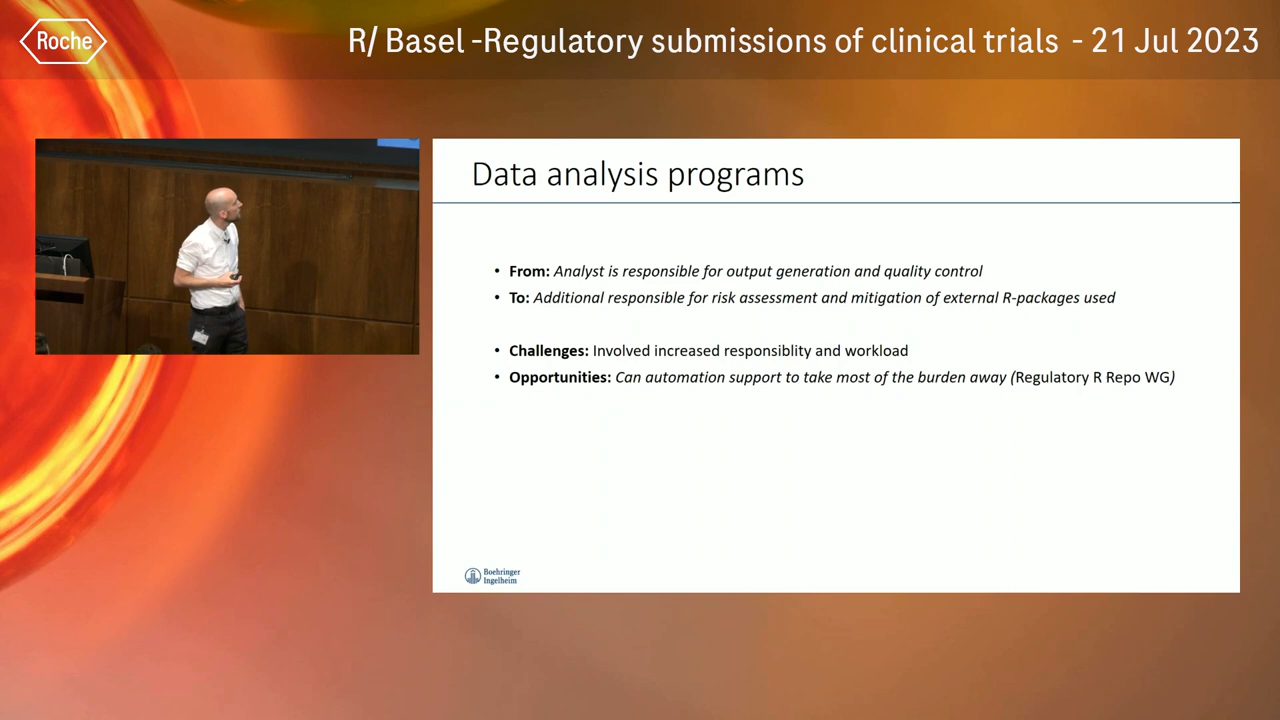 Roche
R/ Basel -Regulatory submissions of clinical trials - 21 Jul 2023
Data analysis programs
• From: Analyst is responsible for output generation and quality control
• To: Additional responsible for risk assessment and mitigation of external R-packages used
• Challenges: Involved increased responsiblity and workload
• Opportunities: Can automation support to take most of the burden away (Regulatory R Repo WG)
Boehringer
Ingelheim